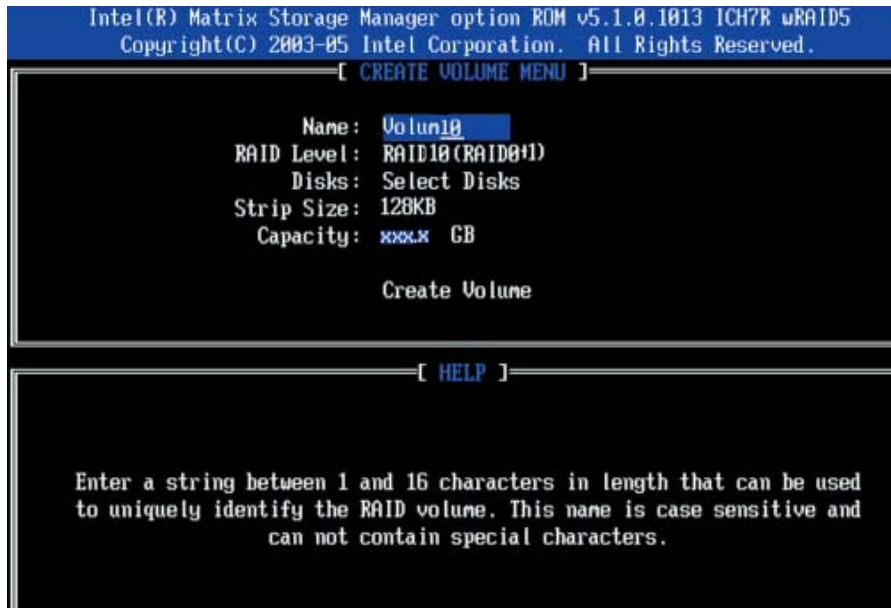 Intel(R) Matrix Storage Manager option ROM v5.1.0.1013 ICH7R wRAID5
Copyright(C) 2003-05 Intel Corporation. All Rights Reserved.
[ CREATE VOLUME MENU ]
Name: Volum10
RAID Level: RAID10(RAID0+1)
Disks: Select Disks
Strip Size: 128KB
Capacity: xxx.x GB
Create Volume
[ HELP ]
Enter a string between 1 and 16 characters in length that can be used
to uniquely identify the RAID volume. This name is case sensitive and
can not contain special characters.